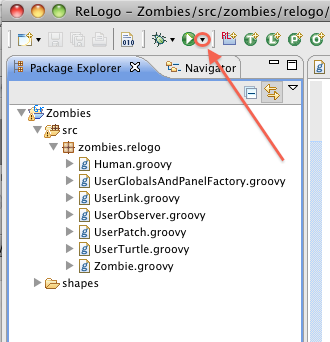 ReLogo - Zombies/src/zombies/relogo/
010
Package Explorer
Navigator
Zombies
src
zombies.relogo
Human.groovy
UserGlobalsAndPanelFactory.groovy
UserLink.groovy
UserObserver.groovy
UserPatch.groovy
UserTurtle.groovy
Zombie.groovy
shapes